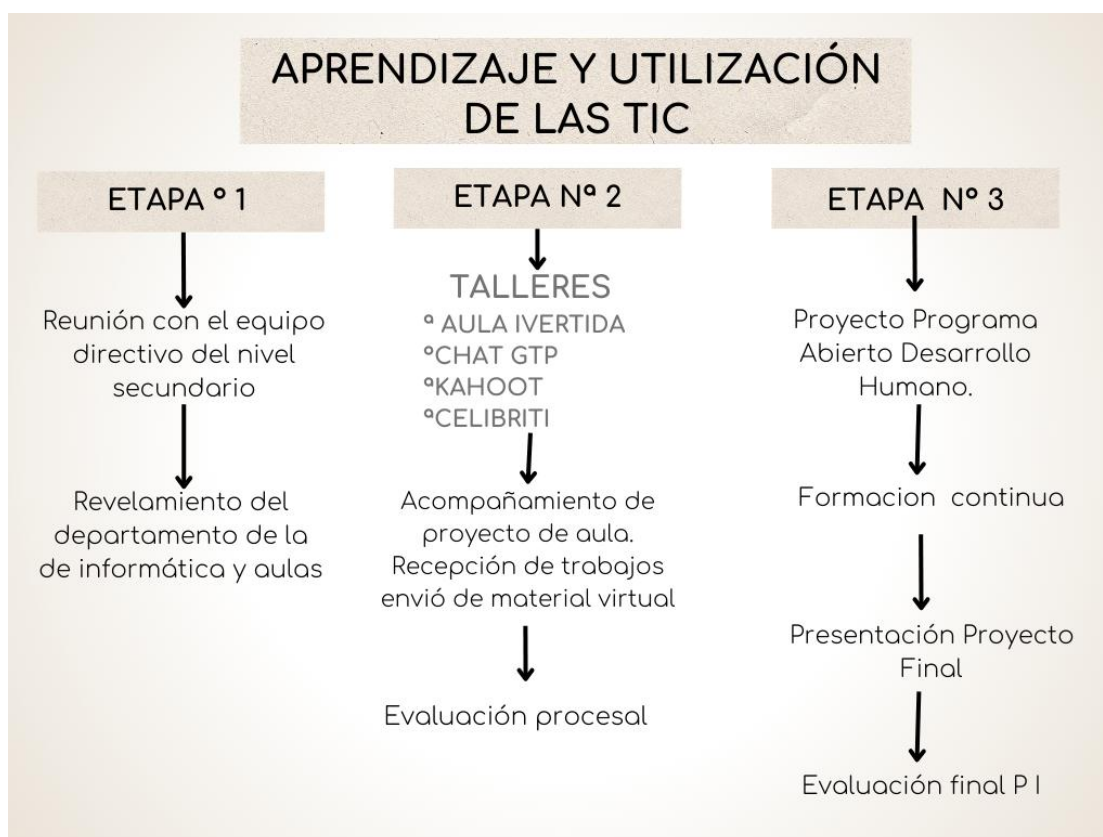 APRENDIZAJE Y UTILIZACIÓN
DE LAS TIC
ETAPA º 1
Reunión con el equipo
directivo del nivel
secundario
Revelamiento del
departamento de la
de informática y aulas
ETAPA Nª 2
TALLERES
ª AULA IVERTIDA
ºCHAT GTP
ªKAHOOT
ªCELIBRITI
Acompañamiento de
proyecto de aula.
Recepción de trabajos
envió de material virtual
Evaluación procesal
ETAPA Nº 3
Proyecto Programa
Abierto Desarrollo
Humano.
Formacion continua
Presentación Proyecto
Final
Evaluación final P I